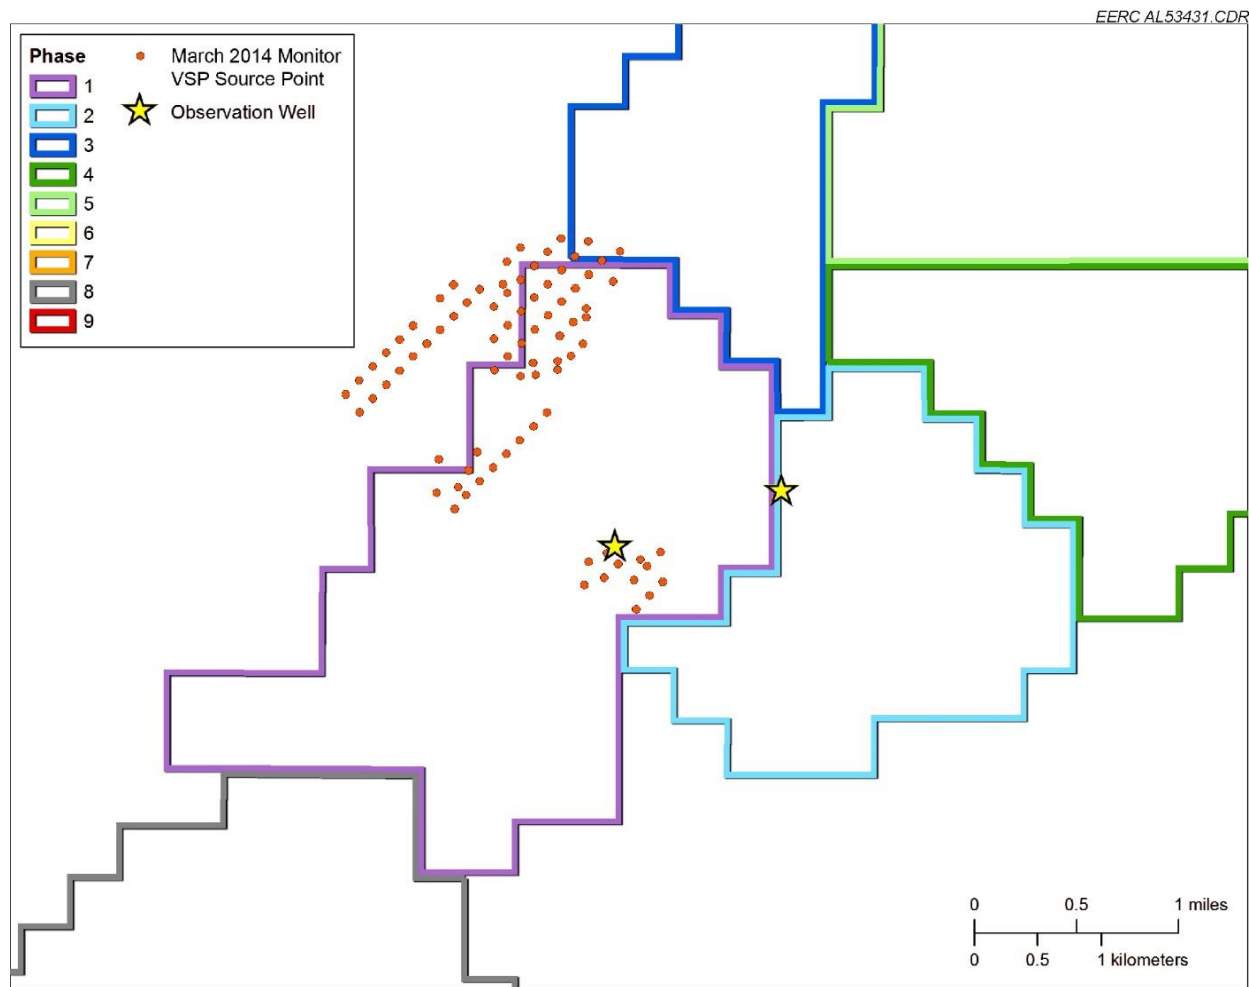 EERC AL53431.CDR
Phase
1
2
3
4
5
6
7
8
9
March 2014 Monitor
VSP Source Point
Observation Well
0 0.5 1 miles
0 0.5 1 kilometers